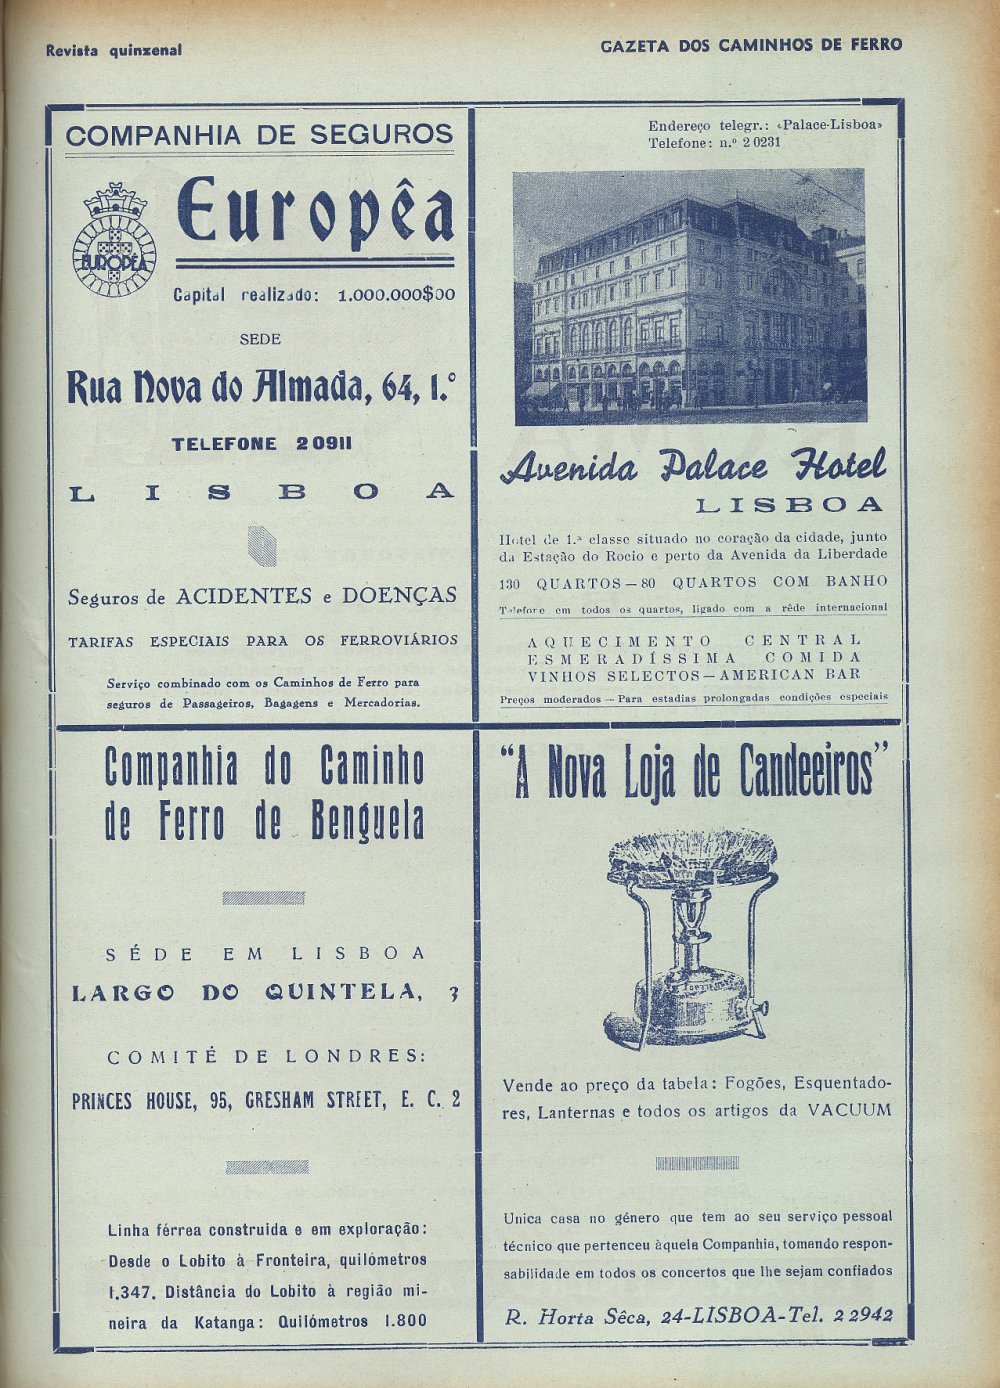 Revista quinzenal
GAZETA DOS CAMINHOS DE FERRO
COMPANHIA DE SEGUROS
Europêa
EUROPÊA
Capital realizado: 1.000.000$00
SEDE
Rua Nova do Almada, 64, 1.º
TELEFONE 2 0911
LISBOA
Seguros de ACIDENTES e DOENÇAS
TARIFAS ESPECIAIS PARA OS FERROVIÁRIOS
Serviço combinado com os Caminhos de Ferro para
seguros de Passageiros, Bagagens e Mercadorias.
Endereço telegr.: «Palace-Lisboa»
Telefone: n.º 2 0231
Avenida Palace Hotel
LISBOA
Hotel de 1.ª classe situado no coração da cidade, junto
da Estação do Rocio e perto da Avenida da Liberdade
130 QUARTOS — 80 QUARTOS COM BANHO
Telefone em todos os quartos, ligado com a rêde internacional
AQUECIMENTO CENTRAL
ESMERADÍSSIMA COMIDA
VINHOS SELECTOS — AMERICAN BAR
Preços moderados — Para estadias prolongadas condições especiais
Companhia do Caminho
de Ferro de Benguela
SÉDE EM LISBOA
LARGO DO QUINTELA, 3
COMITÉ DE LONDRES:
PRINCES HOUSE, 95, GRESHAM STREET, E. C. 2
Linha férrea construida e em exploração:
Desde o Lobito à Fronteira, quilómetros
1.347. Distância do Lobito à região mi-
neira da Katanga: Quilómetros 1.800
"A Nova Loja de Candeeiros"
Vende ao preço da tabela: Fogões, Esquentado-
res, Lanternas e todos os artigos da VACUUM
Unica casa no género que tem ao seu serviço pessoal
técnico que pertenceu àquela Companhia, tomando respon-
sabilidade em todos os concertos que lhe sejam confiados
R. Horta Sêca, 24-LISBOA-Tel. 2 2942